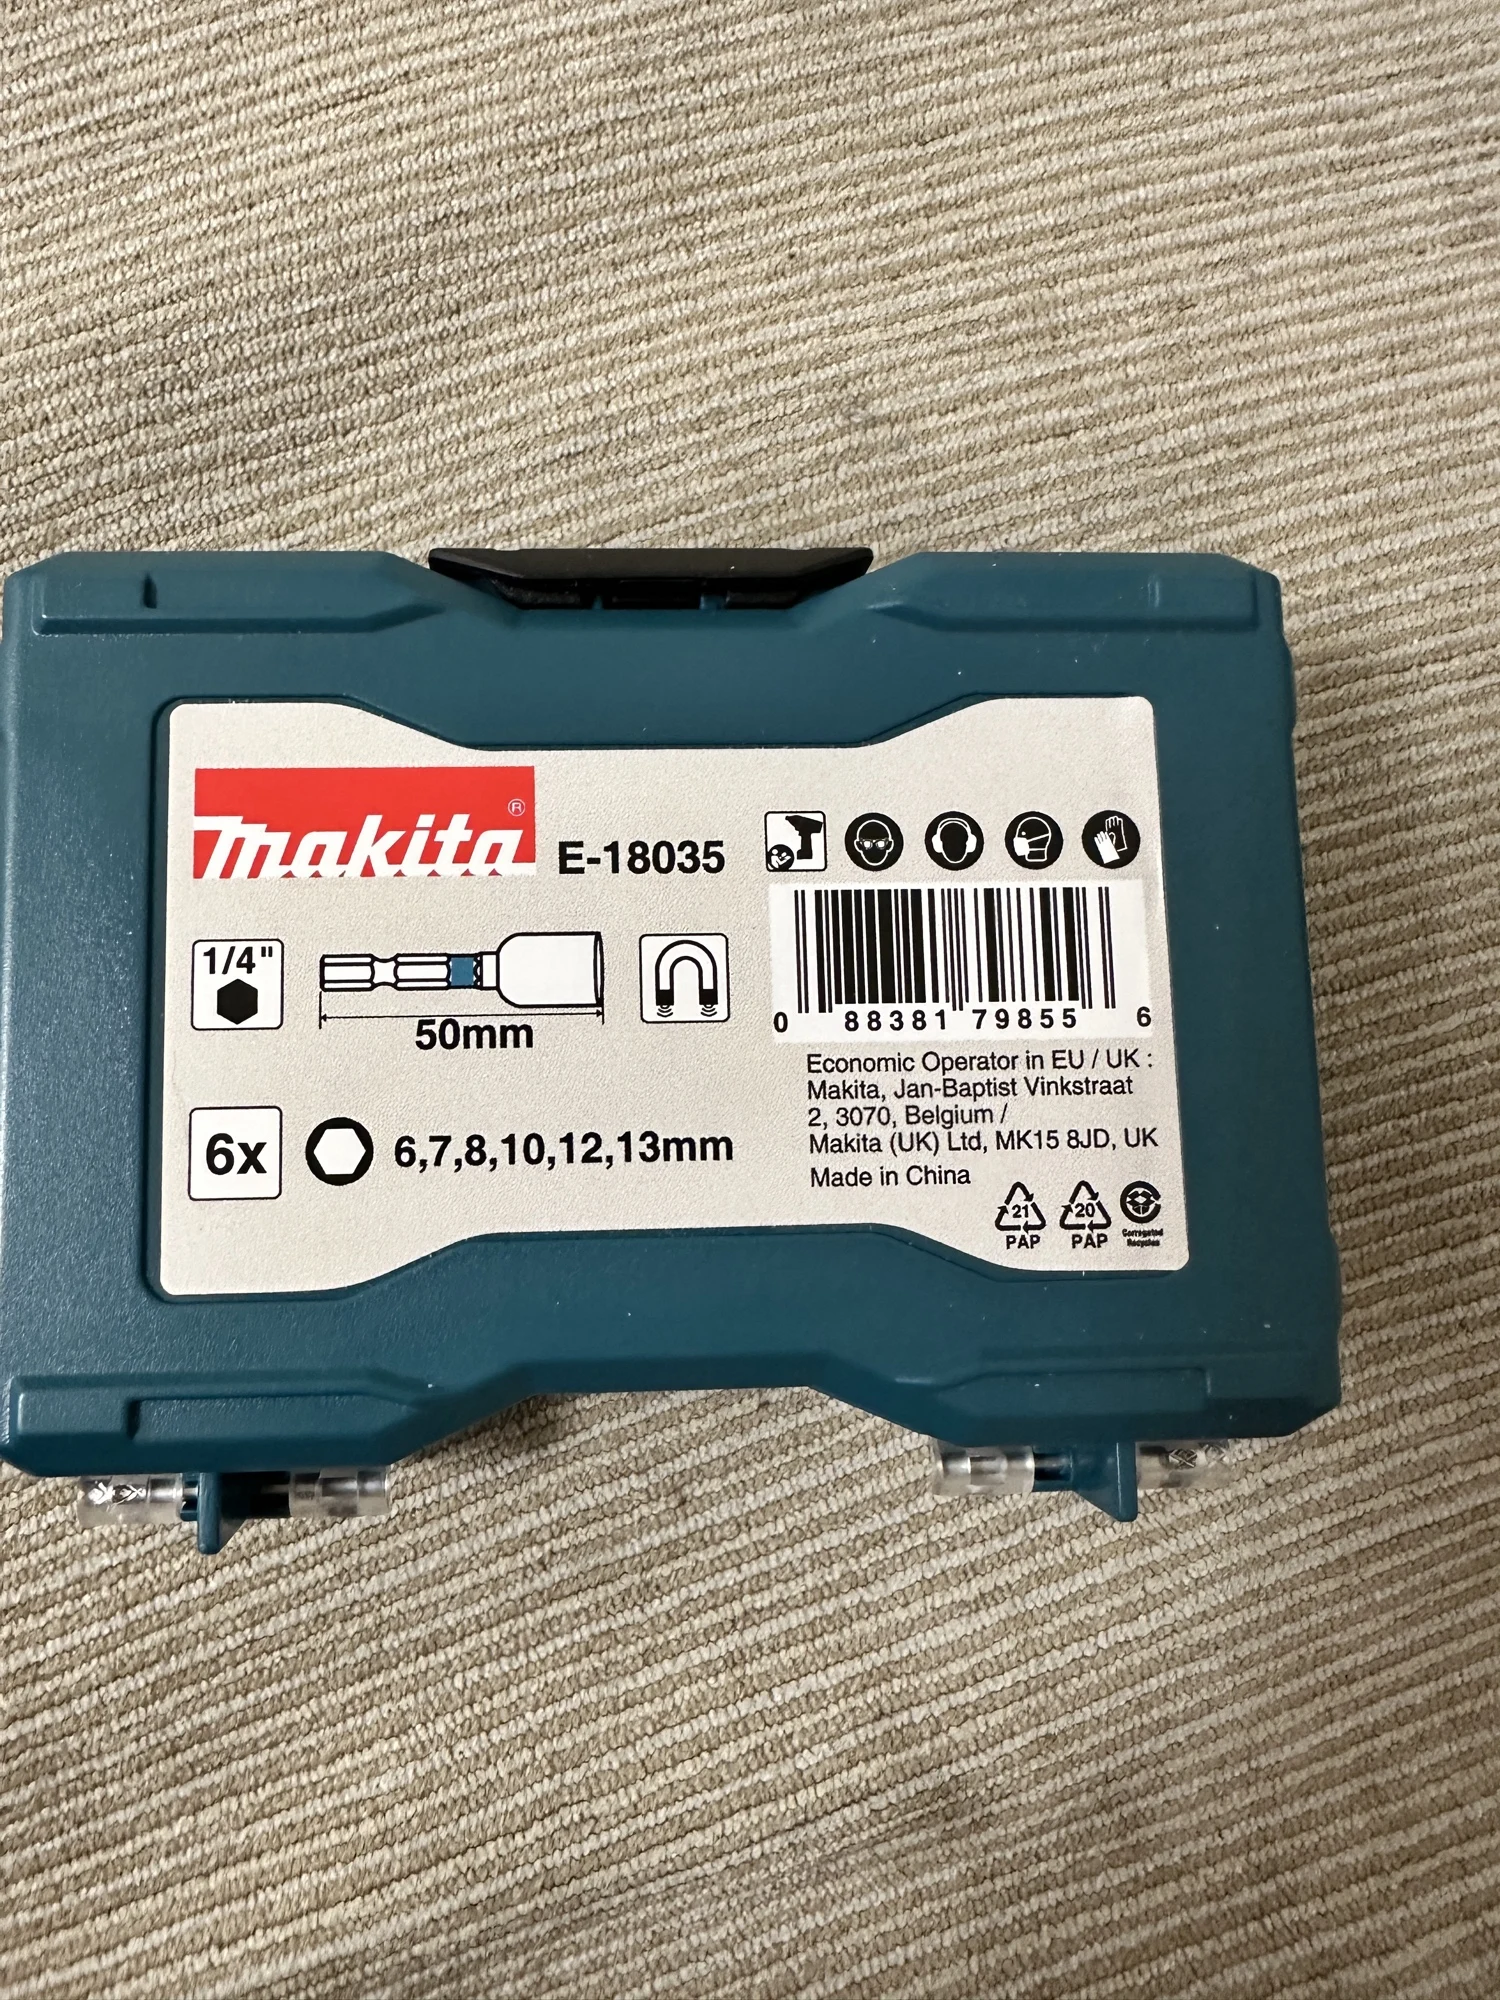 makita®
E-18035
1/4"
50mm
6x
6,7,8,10,12,13mm
0 88381 79855 6
Economic Operator in EU / UK :
Makita, Jan-Baptist Vinkstraat
2, 3070, Belgium /
Makita (UK) Ltd, MK15 8JD, UK
Made in China
21
PAP
20
PAP
Corrugated
Recycles